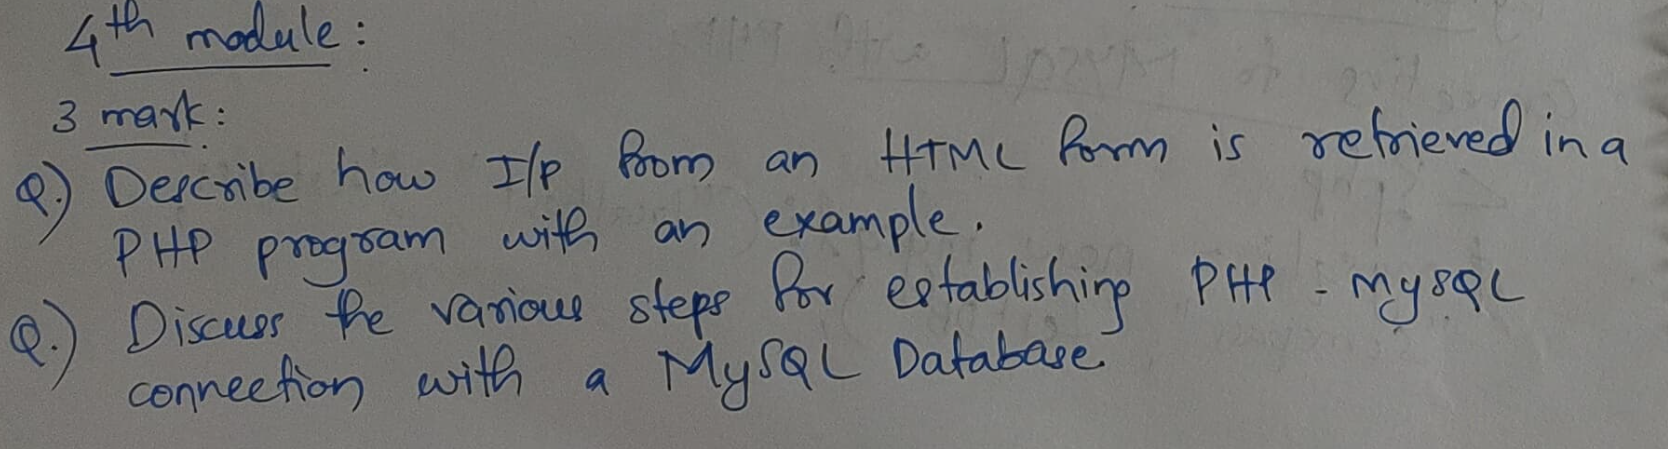 4th module:
3 mark:
Q.) Describe how I/p from an HTML form is retrieved in a
PHP program with an example.
Q.) Discuss the various steps for establishing PHP - MySQL
connection with a MySQL Database.